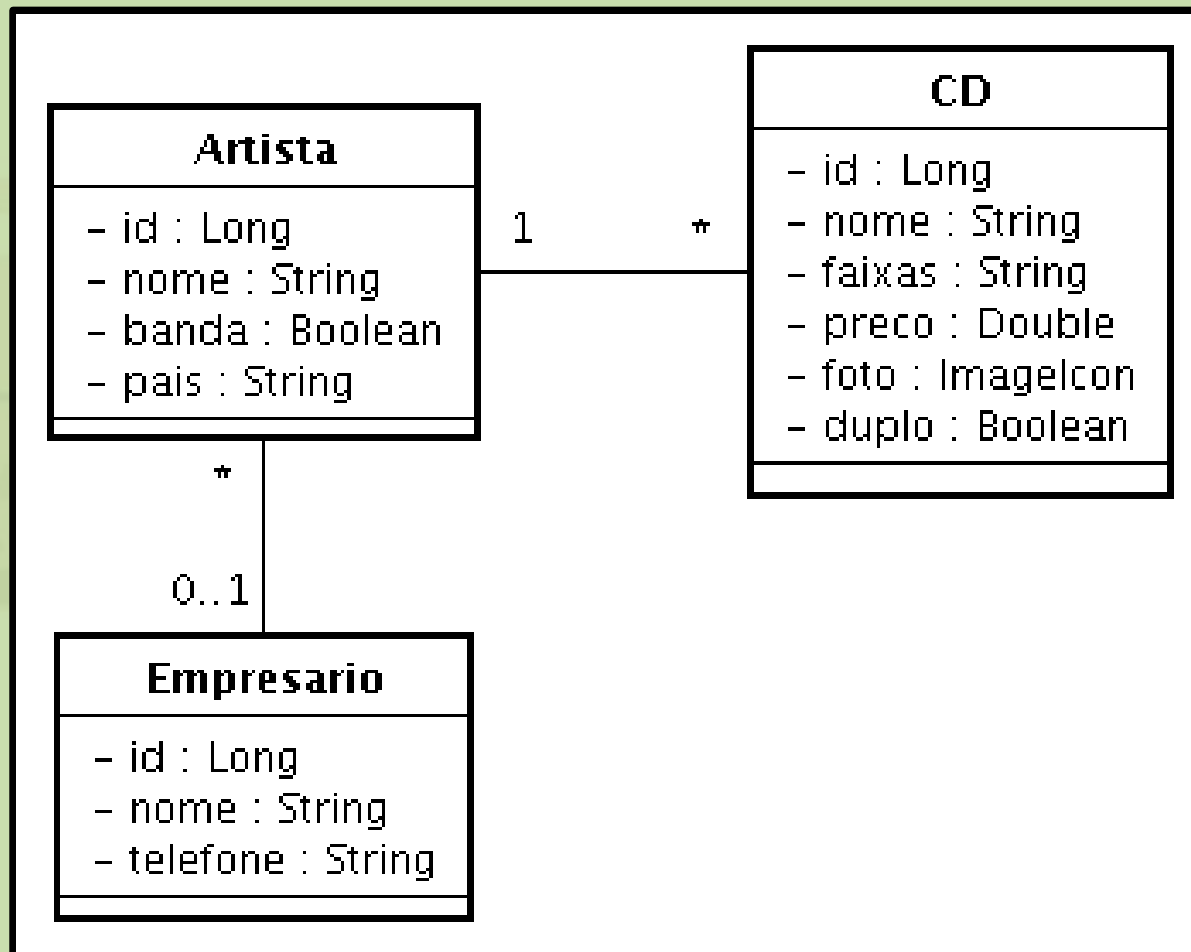 Artista
- id : Long
- nome : String
- banda : Boolean
- pais : String
1
*
CD
- id : Long
- nome : String
- faixas : String
- preco : Double
- foto : ImageIcon
- duplo : Boolean
*
0..1
Empresario
- id : Long
- nome : String
- telefone : String